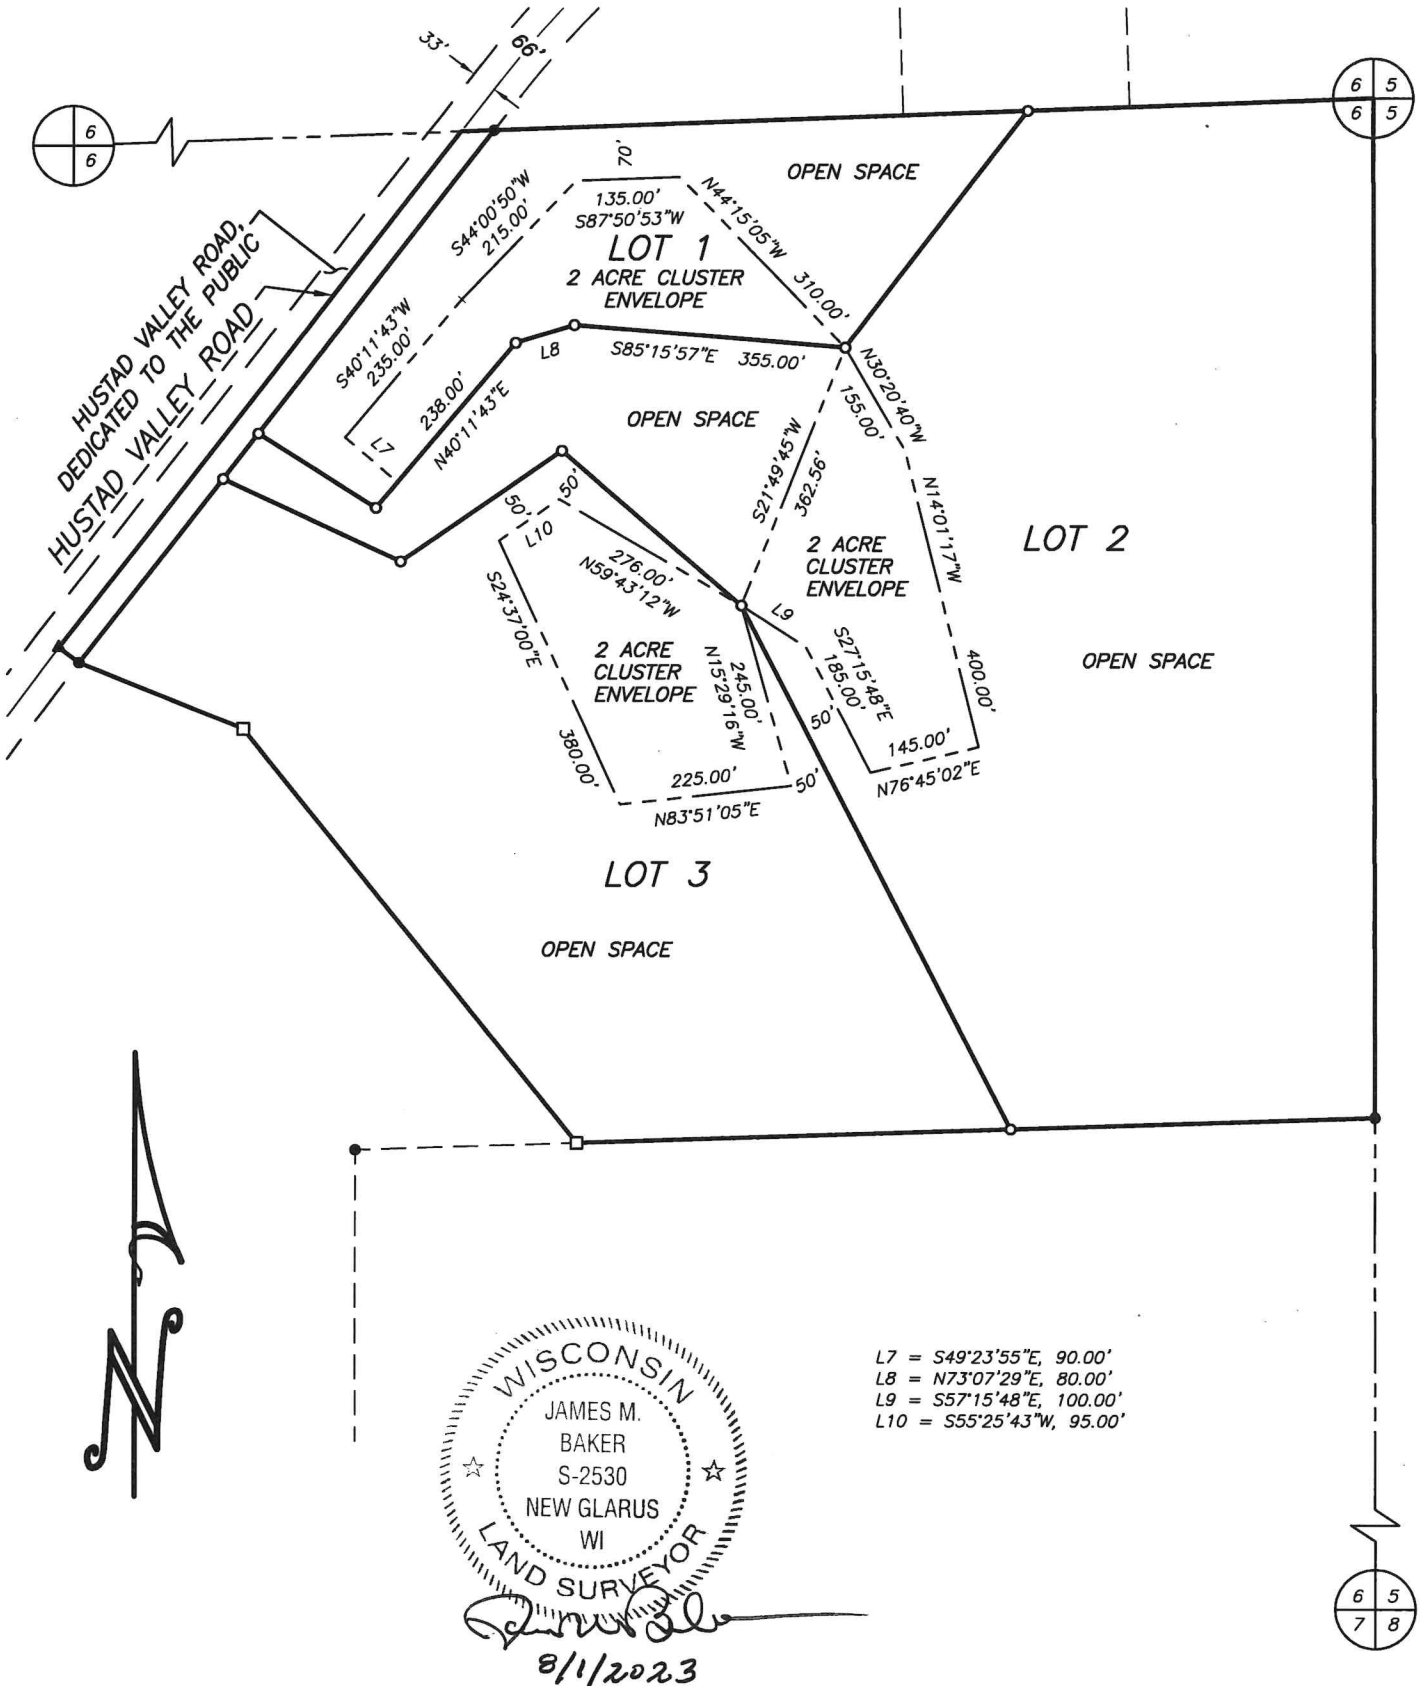 33'
66'
6 5
6 5
6
6
70'
OPEN SPACE
135.00'
S87°50'53"W
N44°15'05"W
310.00'
S44°00'50"W
215.00'
LOT 1
2 ACRE CLUSTER
ENVELOPE
HUSTAD VALLEY ROAD,
DEDICATED TO THE PUBLIC
HUSTAD VALLEY ROAD
S40°11'43"W
235.00'
L8
S85°15'57"E 355.00'
N30°20'40"W
155.00'
238.00'
N40°11'43"E
L7
OPEN SPACE
S21°49'45"W
362.56'
N14°01'17"W
400.00'
LOT 2
50'
50'
L10
276.00'
N59°43'12"W
2 ACRE
CLUSTER
ENVELOPE
L9
S24°37'00"E
380.00'
2 ACRE
CLUSTER
ENVELOPE
245.00'
N15°29'16"W
S27°15'48"E
185.00'
OPEN SPACE
50'
145.00'
N76°45'02"E
225.00'
N83°51'05"E
50'
LOT 3
OPEN SPACE
N
WISCONSIN
JAMES M.
BAKER
S-2530
NEW GLARUS
WI
LAND SURVEYOR
8/1/2023
L7 = S49°23'55"E, 90.00'
L8 = N73°07'29"E, 80.00'
L9 = S57°15'48"E, 100.00'
L10 = S55°25'43"W, 95.00'
6 5
7 8